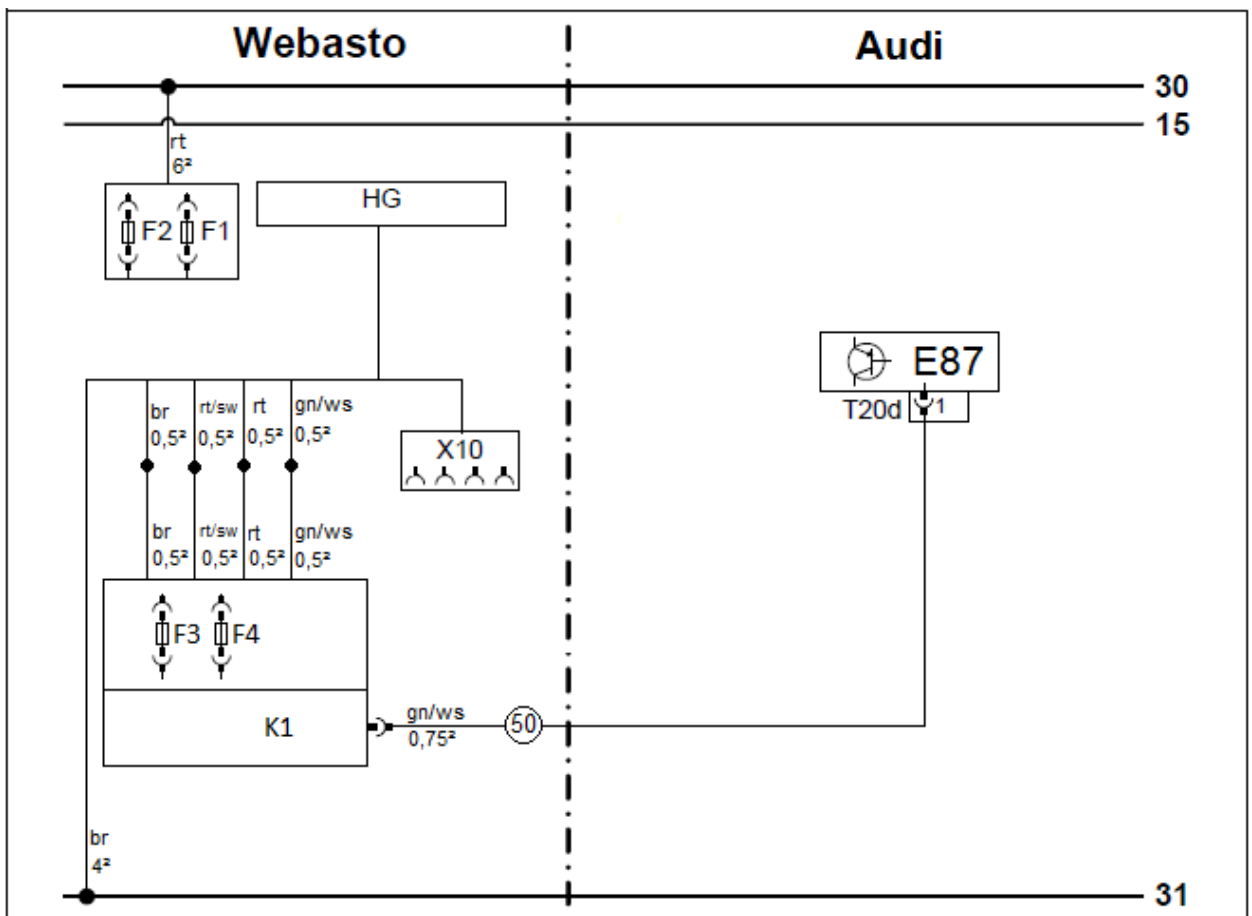 Webasto
Audi
30
15
rt
6²
F2
F1
HG
E87
T20d
1
br
0,5²
rt/sw
0,5²
rt
0,5²
gn/ws
0,5²
X10
br
0,5²
rt/sw
0,5²
rt
0,5²
gn/ws
0,5²
F3
F4
K1
gn/ws
0,75²
50
br
4²
31